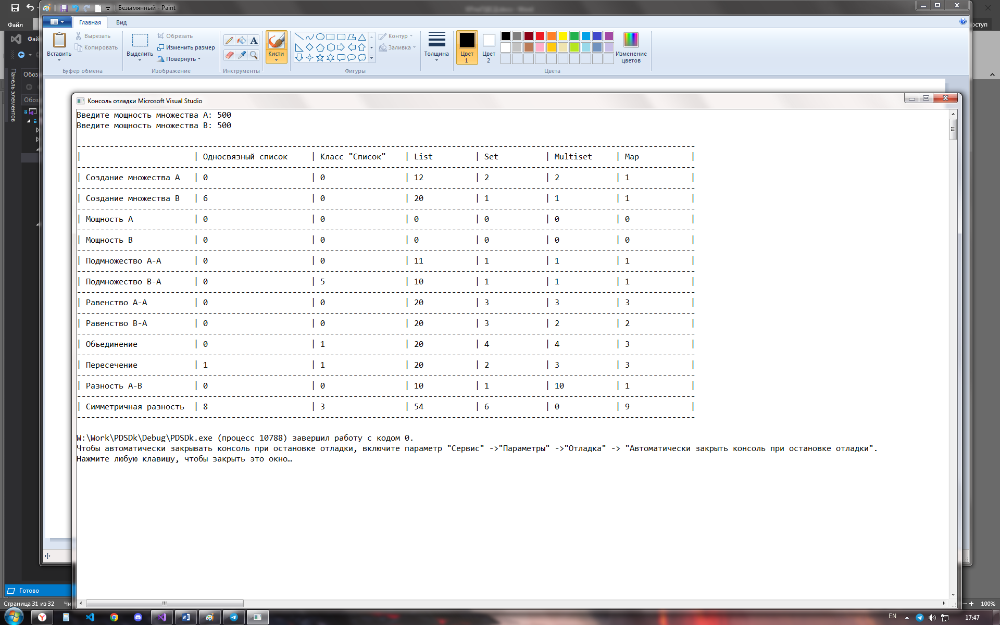 Безымянный - Paint
Файл
Главная
Вид
Вставить
Вырезать
Копировать
Буфер обмена
Выделить
Обрезать
Изменить размер
Повернуть
Изображение
Инструменты
Кисти
Фигуры
Контур
Заливка
Толщина
Цвет 1
Цвет 2
Изменение цветов
Цвета
Панель элементов
Консоль отладки Microsoft Visual Studio
Введите мощность множества A: 500
Введите мощность множества B: 500
| | Односвязный список | Класс "Список" | List | Set | Multiset | Map |
| Создание множества A | 0 | 0 | 12 | 2 | 2 | 1 |
| Создание множества B | 6 | 0 | 20 | 1 | 1 | 1 |
| Мощность A | 0 | 0 | 0 | 0 | 0 | 0 |
| Мощность B | 0 | 0 | 0 | 0 | 0 | 0 |
| Подмножество A-A | 0 | 0 | 11 | 1 | 1 | 1 |
| Подмножество B-A | 0 | 5 | 10 | 1 | 1 | 1 |
| Равенство A-A | 0 | 0 | 20 | 3 | 3 | 3 |
| Равенство B-A | 0 | 0 | 20 | 3 | 2 | 2 |
| Объединение | 0 | 1 | 20 | 4 | 4 | 3 |
| Пересечение | 1 | 1 | 20 | 2 | 3 | 3 |
| Разность A-B | 0 | 0 | 10 | 1 | 10 | 1 |
| Симметричная разность | 8 | 3 | 54 | 6 | 0 | 9 |
W:\Work\PDSDk\Debug\PDSDk.exe (процесс 10788) завершил работу с кодом 0.
Чтобы автоматически закрывать консоль при остановке отладки, включите параметр "Сервис" ->"Параметры" ->"Отладка" -> "Автоматически закрыть консоль при остановке отладки".
Нажмите любую клавишу, чтобы закрыть это окно…
Готово
Страница 31 из 32
100%
EN
17:47